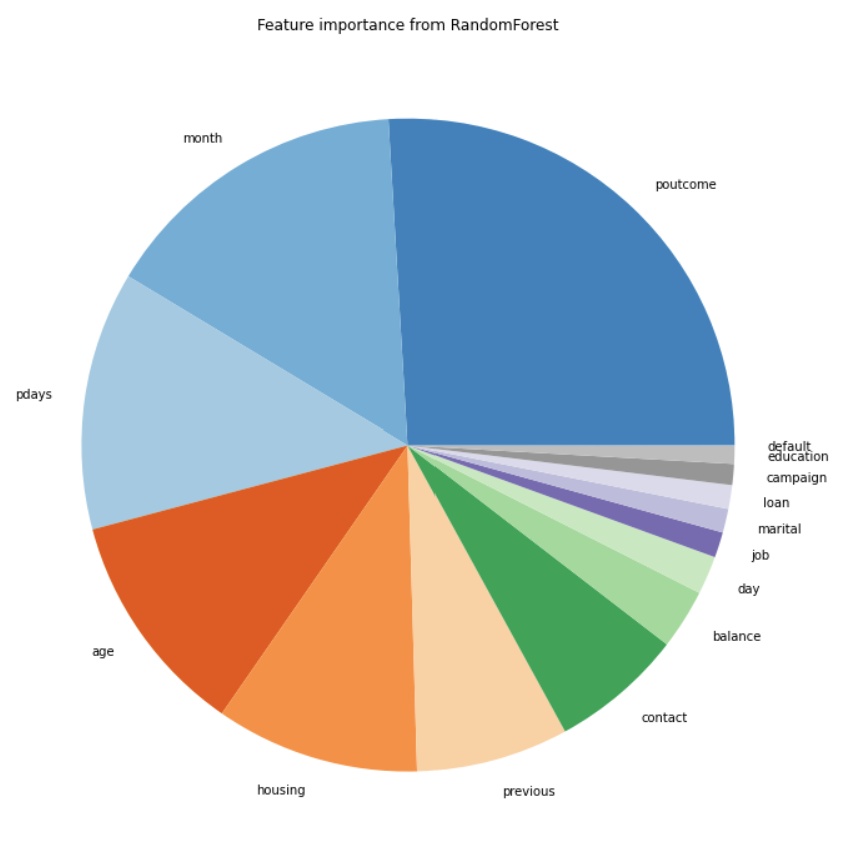 Feature importance from RandomForest
month
poutcome
pdays
default
education
campaign
loan
marital
job
day
balance
age
contact
housing
previous